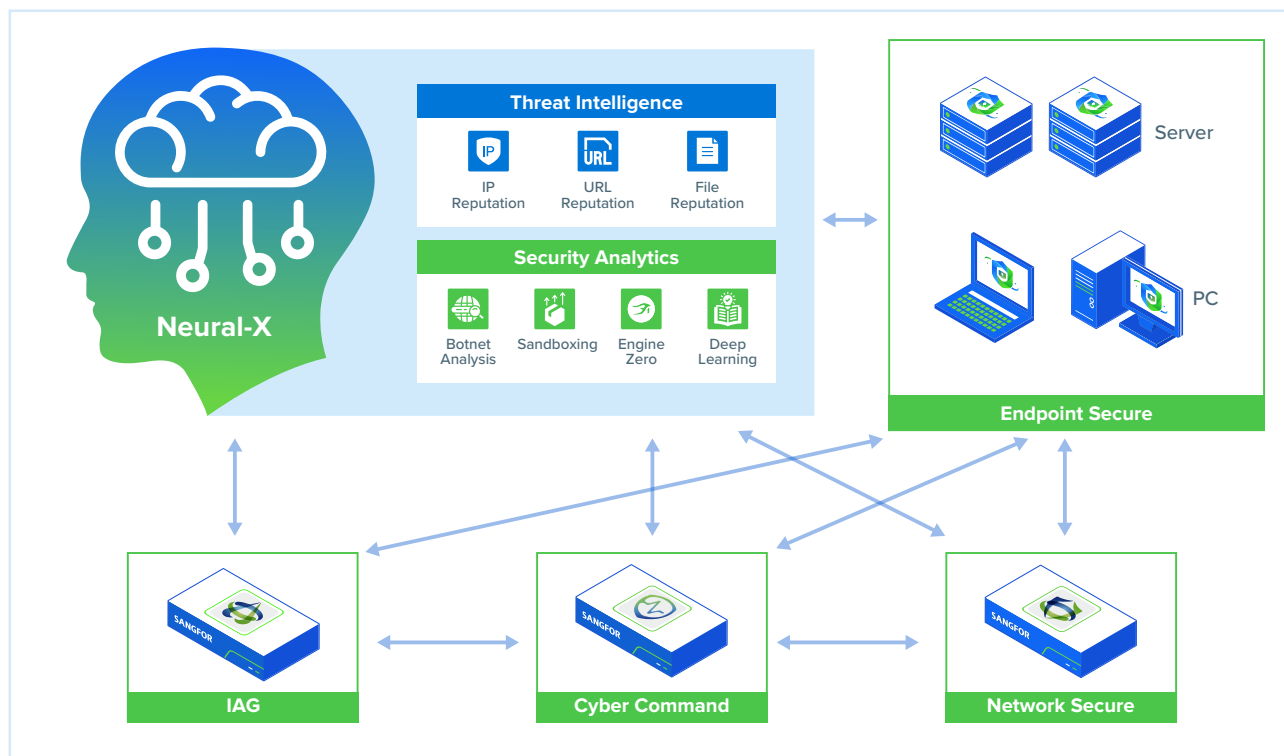 Threat Intelligence
IP
URL
IP
Reputation
URL
Reputation
File
Reputation
Security Analytics
Botnet
Analysis
Sandboxing
Engine
Zero
Deep
Learning
Neural-X
Server
PC
Endpoint Secure
SANGFOR
IAG
SANGFOR
Cyber Command
SANGFOR
Network Secure